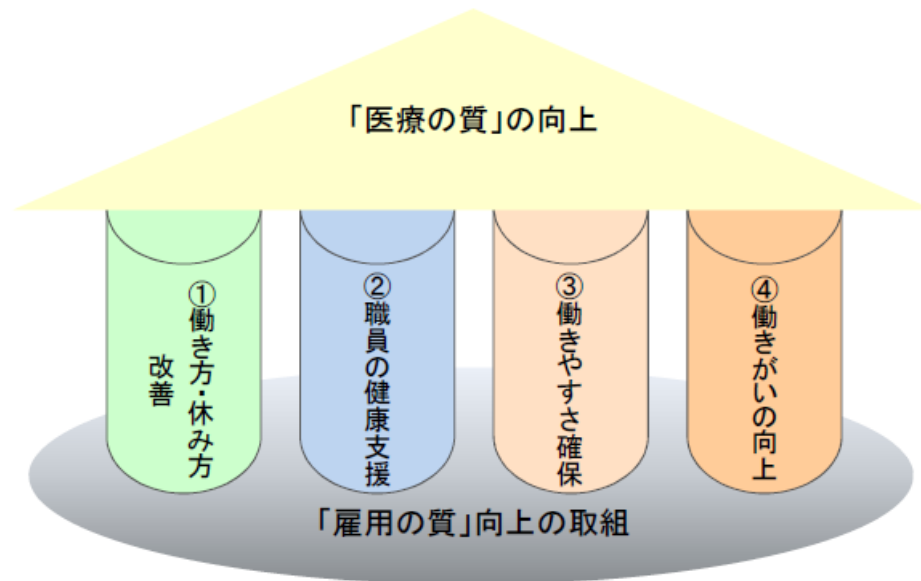 「医療の質」の向上
①働き方・休み方
改善
②職員の健康支援
③働きやすさ確保
④働きがいの向上
「雇用の質」向上の取組